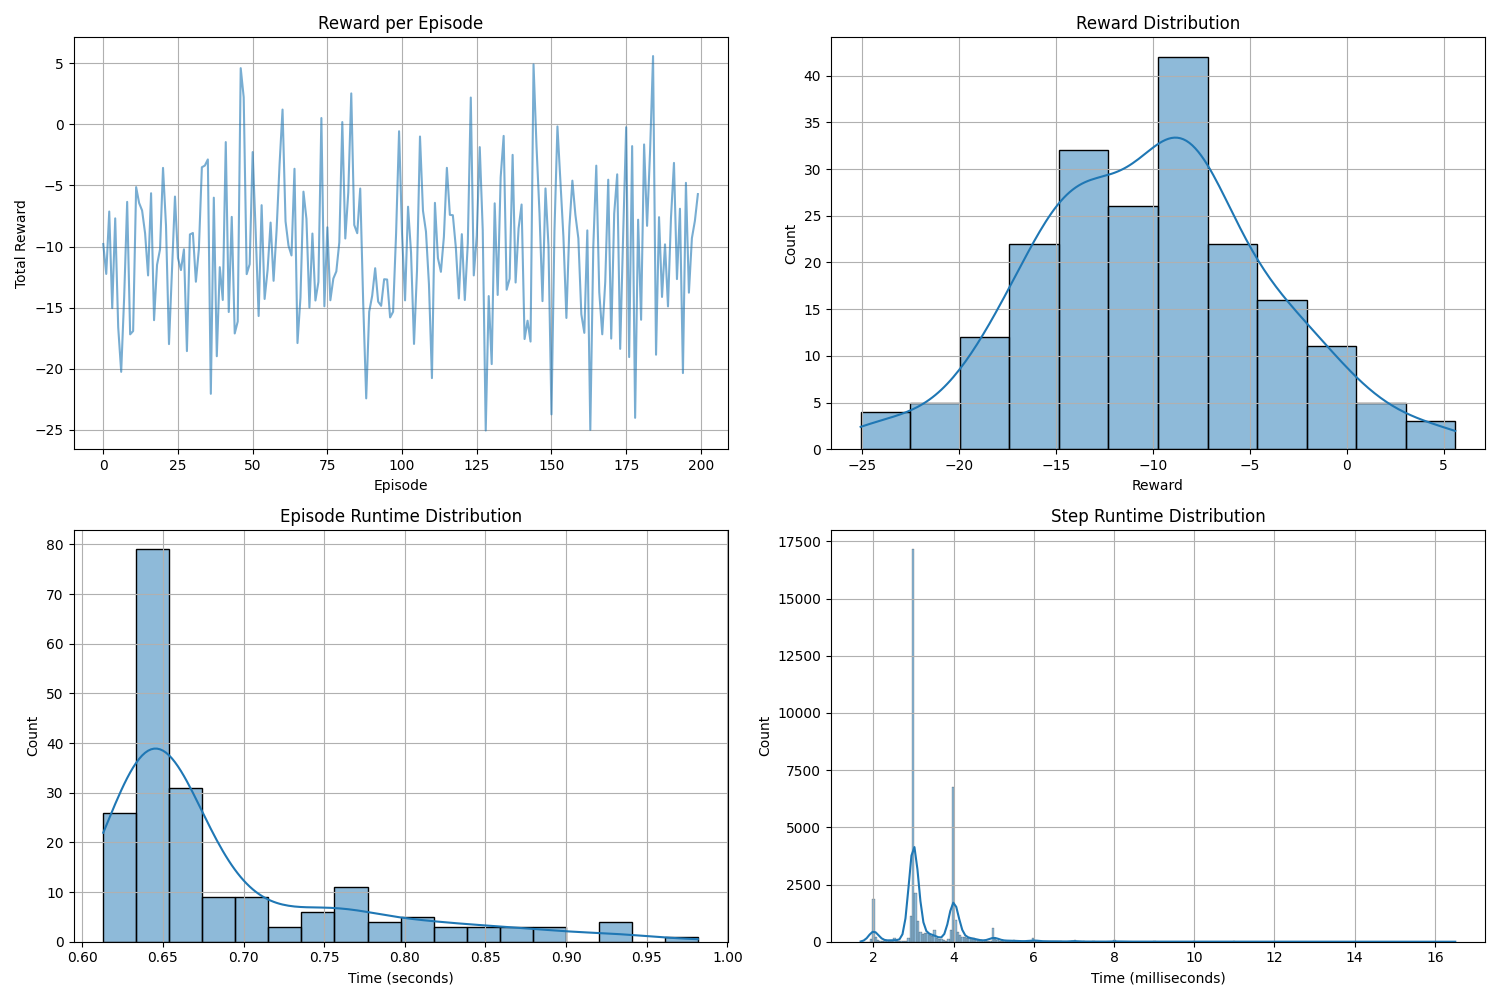 Reward per Episode
Total Reward
5
0
−5
−10
−15
−20
−25
0 25 50 75 100 125 150 175 200
Episode
Reward Distribution
Count
40
35
30
25
20
15
10
5
0
−25 −20 −15 −10 −5 0 5
Reward
Episode Runtime Distribution
Count
80
70
60
50
40
30
20
10
0
0.60 0.65 0.70 0.75 0.80 0.85 0.90 0.95 1.00
Time (seconds)
Step Runtime Distribution
Count
17500
15000
12500
10000
7500
5000
2500
0
2 4 6 8 10 12 14 16
Time (milliseconds)